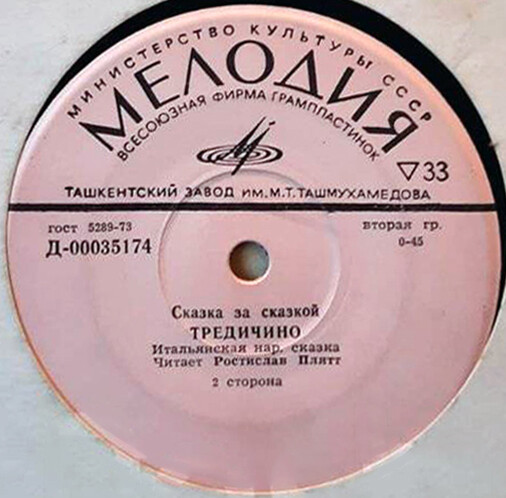 МИНИСТЕРСТВО КУЛЬТУРЫ СССР
МЕЛОДИЯ
ВСЕСОЮЗНАЯ ФИРМА ГРАМПЛАСТИНОК
▽33
ТАШКЕНТСКИЙ ЗАВОД ИМ.М.Т.ТАШМУХАМЕДОВА
гост 5289-73
вторая гр.
Д-00035174
0-45
Сказка за сказкой
ТРЕДИЧИНО
Итальянская нар. сказка
Читает Ростислав Плятт
2 сторона